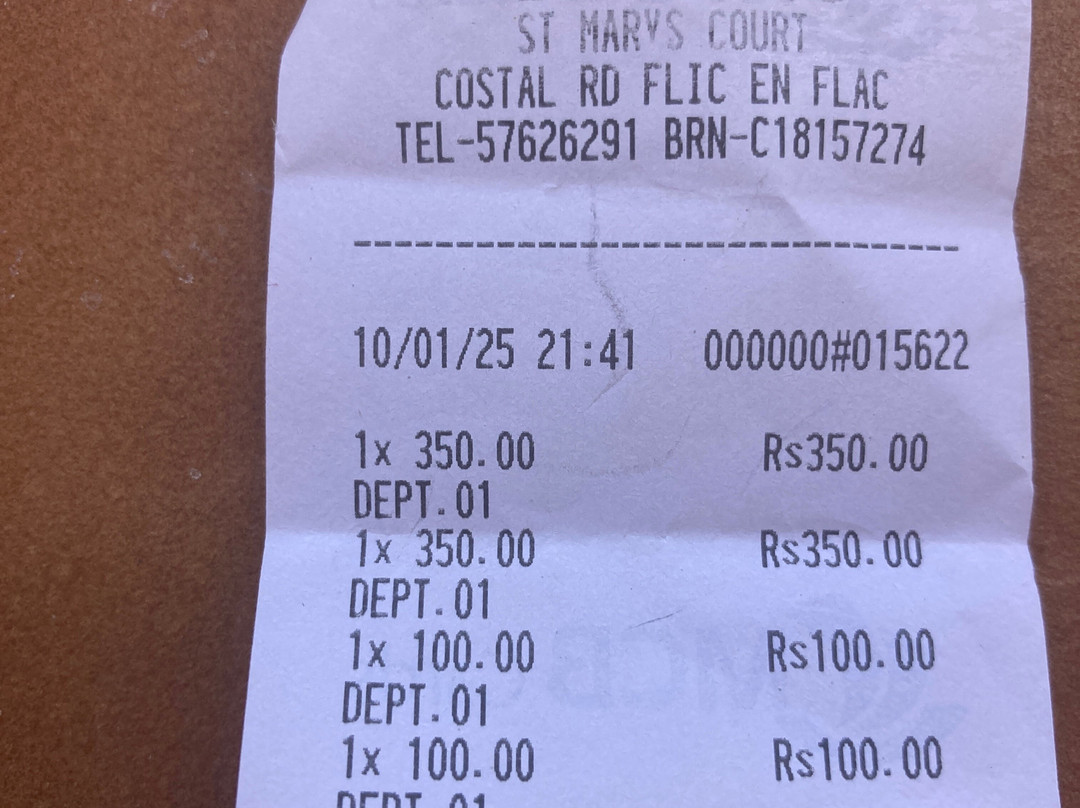 ST MARYS COURT
COSTAL RD FLIC EN FLAC
TEL-57626291 BRN-C18157274
--------------------------------
10/01/25 21:41 000000#015622
1x 350.00 Rs350.00
DEPT.01
1x 350.00 Rs350.00
DEPT.01
1x 100.00 Rs100.00
DEPT.01
1x 100.00 Rs100.00
DEPT.01